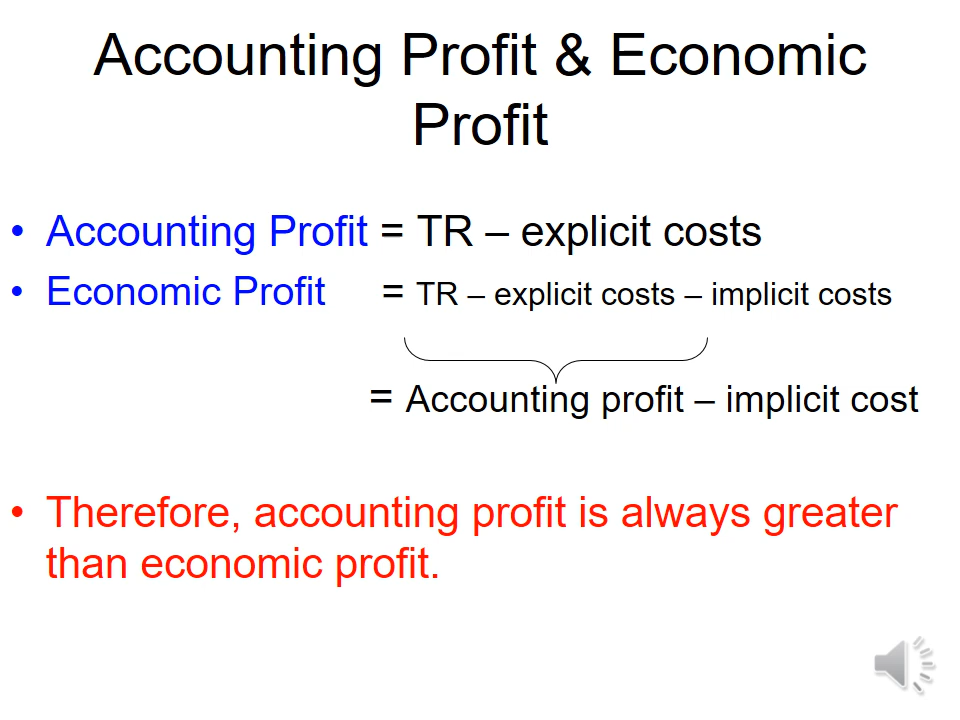 Accounting Profit & Economic
Profit
• Accounting Profit = TR – explicit costs
• Economic Profit = TR – explicit costs – implicit costs
= Accounting profit – implicit cost
• Therefore, accounting profit is always greater
than economic profit.